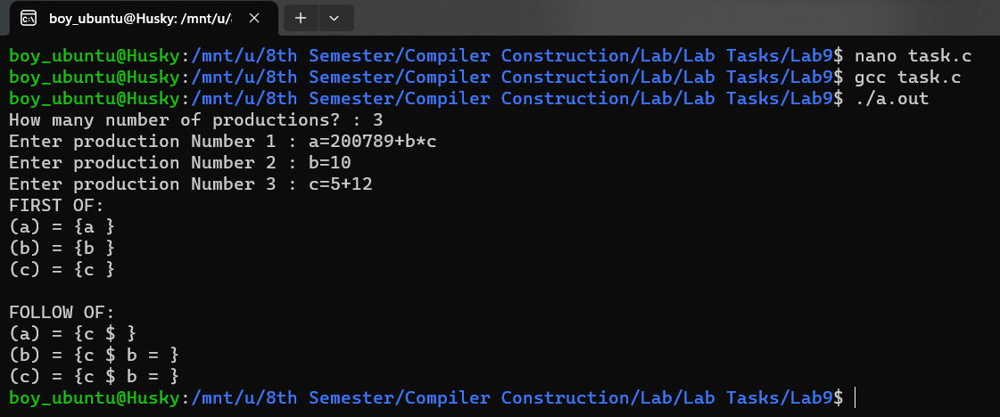 boy_ubuntu@Husky: /mnt/u/
boy_ubuntu@Husky:/mnt/u/8th Semester/Compiler Construction/Lab/Lab Tasks/Lab9$ nano task.c
boy_ubuntu@Husky:/mnt/u/8th Semester/Compiler Construction/Lab/Lab Tasks/Lab9$ gcc task.c
boy_ubuntu@Husky:/mnt/u/8th Semester/Compiler Construction/Lab/Lab Tasks/Lab9$ ./a.out
How many number of productions? : 3
Enter production Number 1 : a=200789+b*c
Enter production Number 2 : b=10
Enter production Number 3 : c=5+12
FIRST OF:
(a) = {a }
(b) = {b }
(c) = {c }
FOLLOW OF:
(a) = {c $ }
(b) = {c $ b = }
(c) = {c $ b = }
boy_ubuntu@Husky:/mnt/u/8th Semester/Compiler Construction/Lab/Lab Tasks/Lab9$